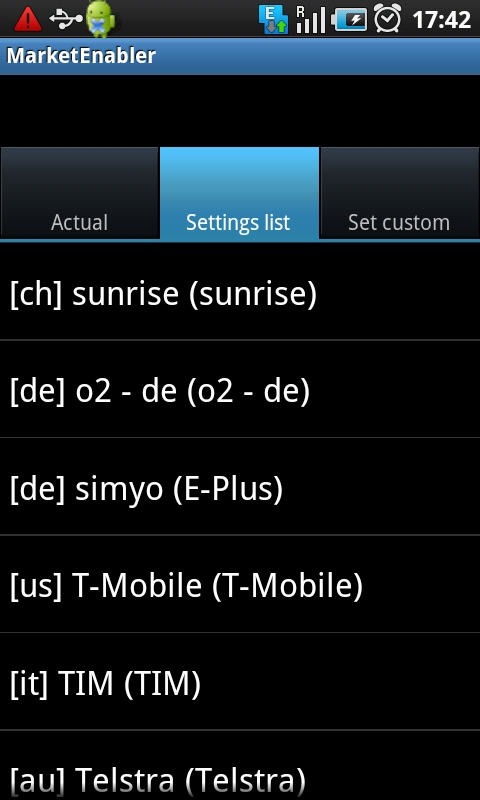 E R 17:42
MarketEnabler
Actual Settings list Set custom
[ch] sunrise (sunrise)
[de] o2 - de (o2 - de)
[de] simyo (E-Plus)
[us] T-Mobile (T-Mobile)
[it] TIM (TIM)
[au] Telstra (Telstra)